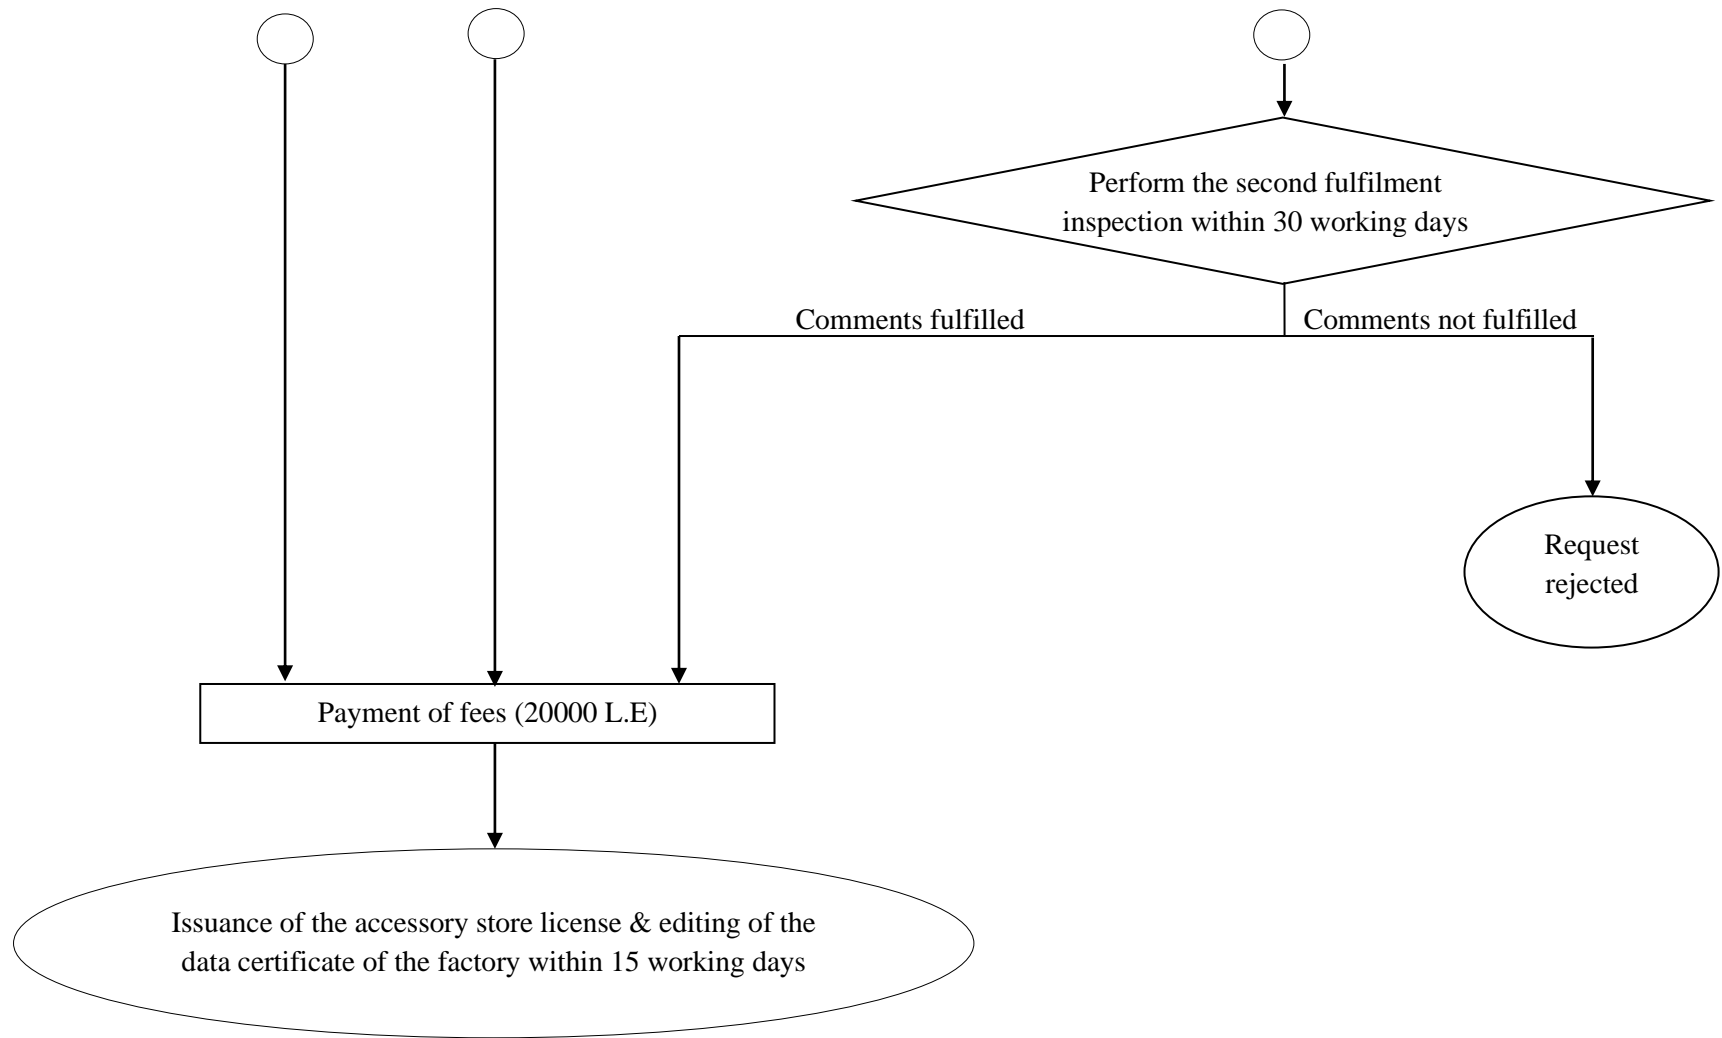 Perform the second fulfilment
inspection within 30 working days
Comments fulfilled
Comments not fulfilled
Request
rejected
Payment of fees (20000 L.E)
Issuance of the accessory store license & editing of the
data certificate of the factory within 15 working days